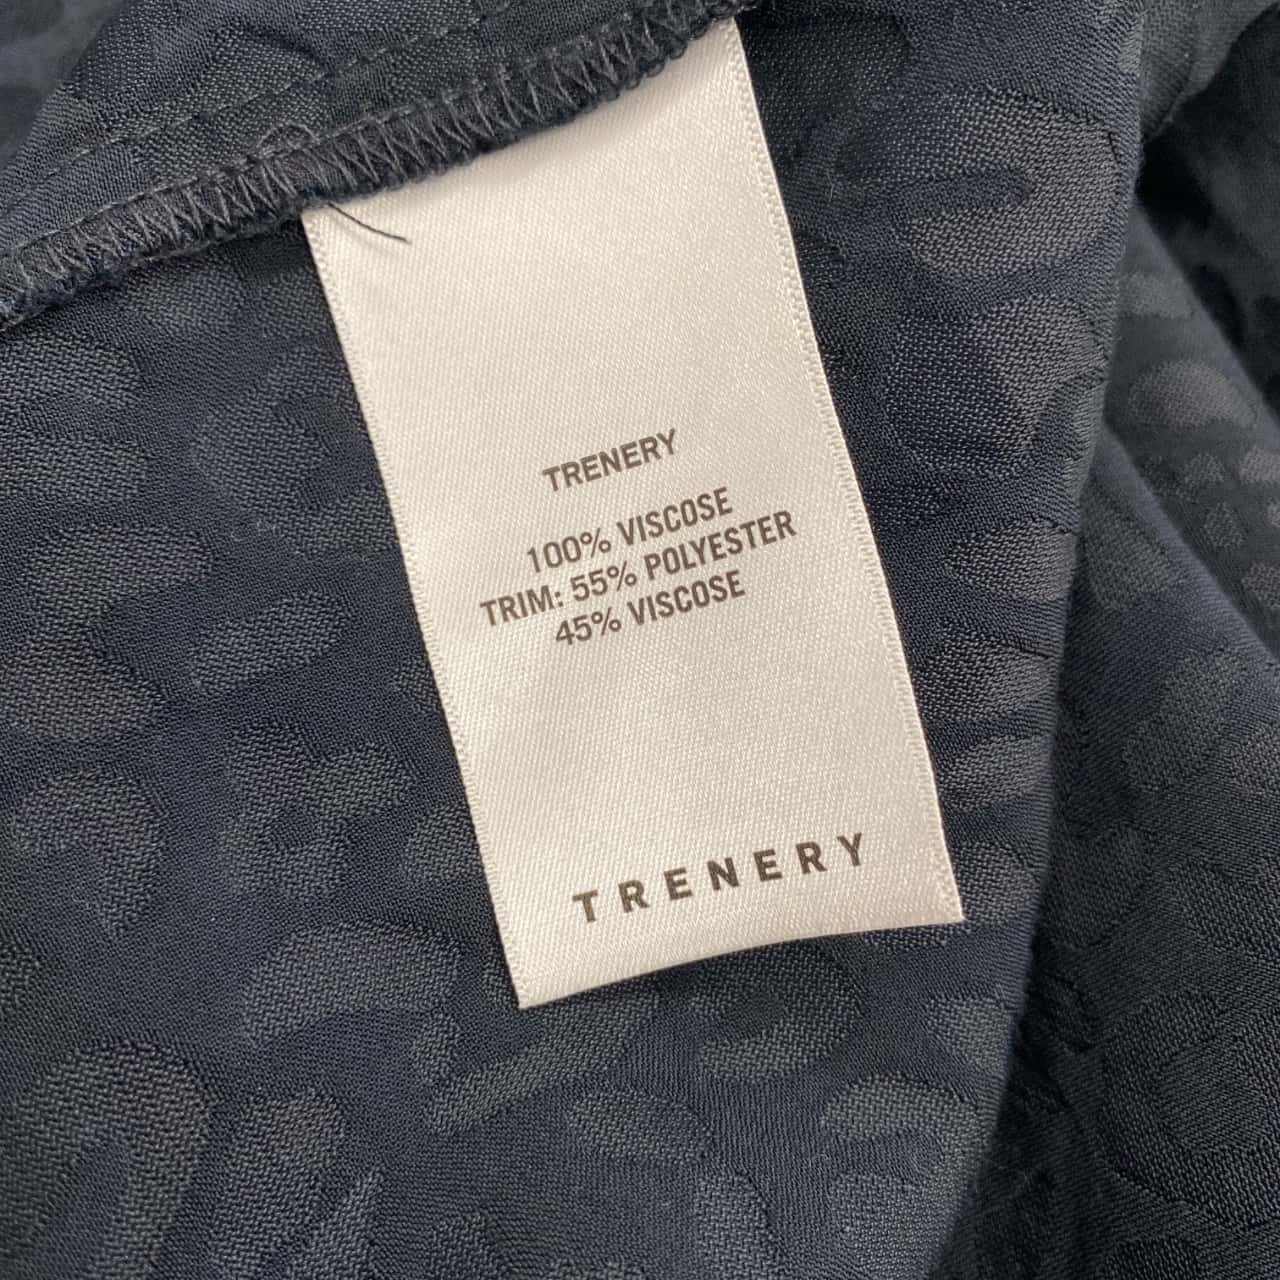 TRENERY
100% VISCOSE
TRIM: 55% POLYESTER
45% VISCOSE
TRENERY